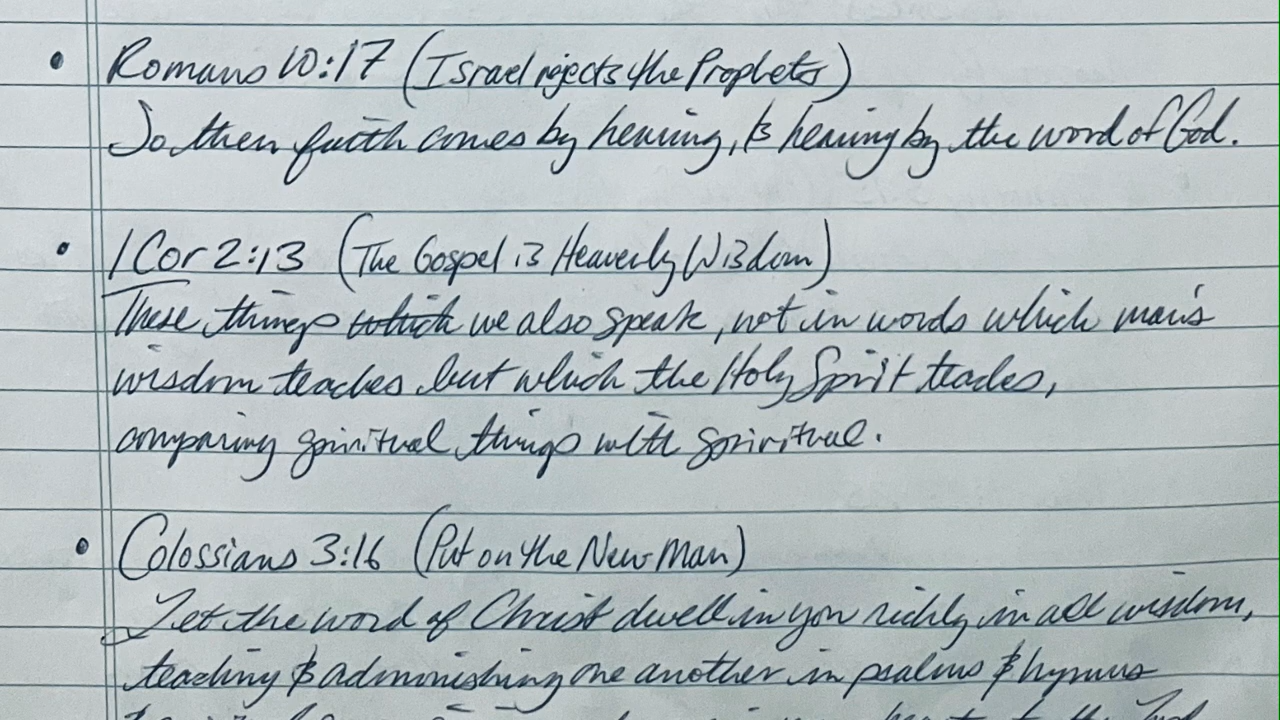 • Romans 10:17 (Israel rejects the Prophets)
So then faith comes by hearing, & hearing by the word of God.
• 1 Cor 2:13 (The Gospel is Heavenly Wisdom)
These things which we also speak, not in words which man's
wisdom teaches but which the Holy Spirit teaches,
comparing spiritual things with spiritual.
• Colossians 3:16 (Put on the New Man)
Let the word of Christ dwell in you richly in all wisdom,
teaching & admonishing one another in psalms & hymns